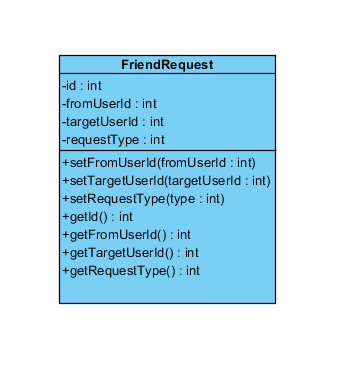 FriendRequest
-id : int
-fromUserId : int
-targetUserId : int
-requestType : int
+setFromUserId(fromUserId : int)
+setTargetUserId(targetUserId : int)
+setRequestType(type : int)
+getId() : int
+getFromUserId() : int
+getTargetUserId() : int
+getRequestType() : int